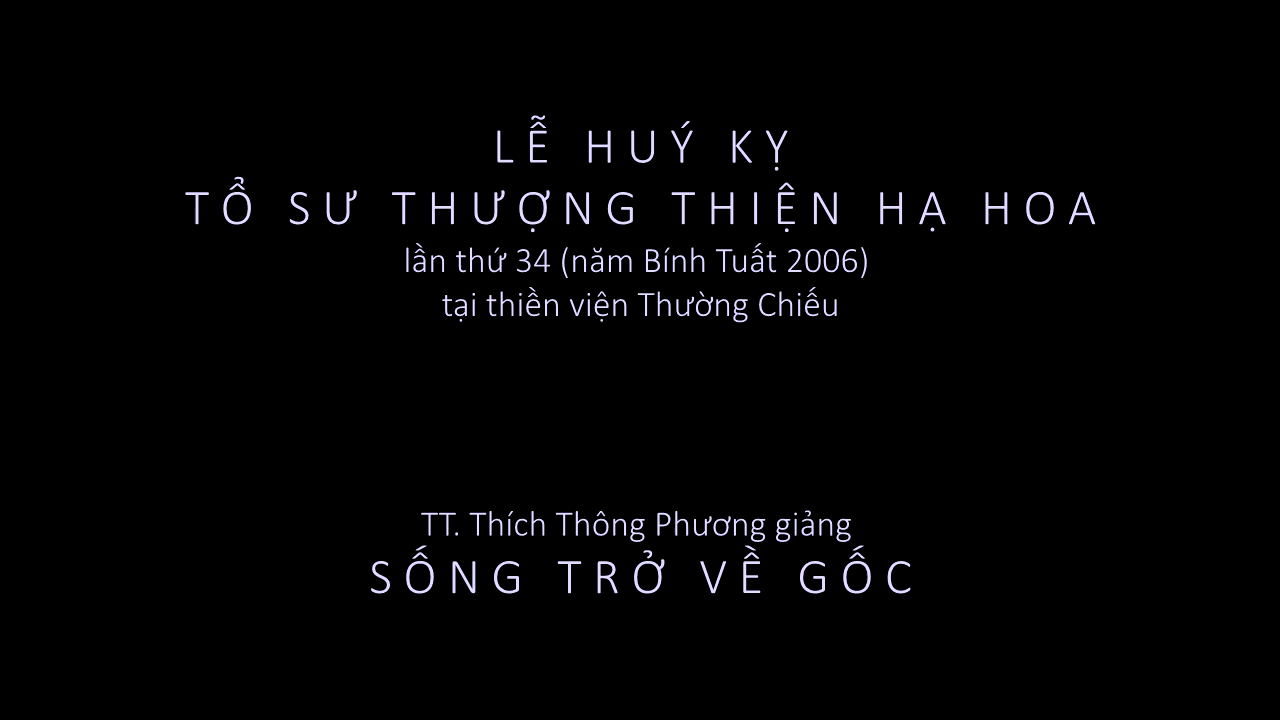 LỄ HUÝ KỴ
TỔ SƯ THƯỢNG THIỆN HẠ HOA
lần thứ 34 (năm Bính Tuất 2006)
tại thiền viện Thường Chiếu
TT. Thích Thông Phương giảng
SỐNG TRỞ VỀ GỐC